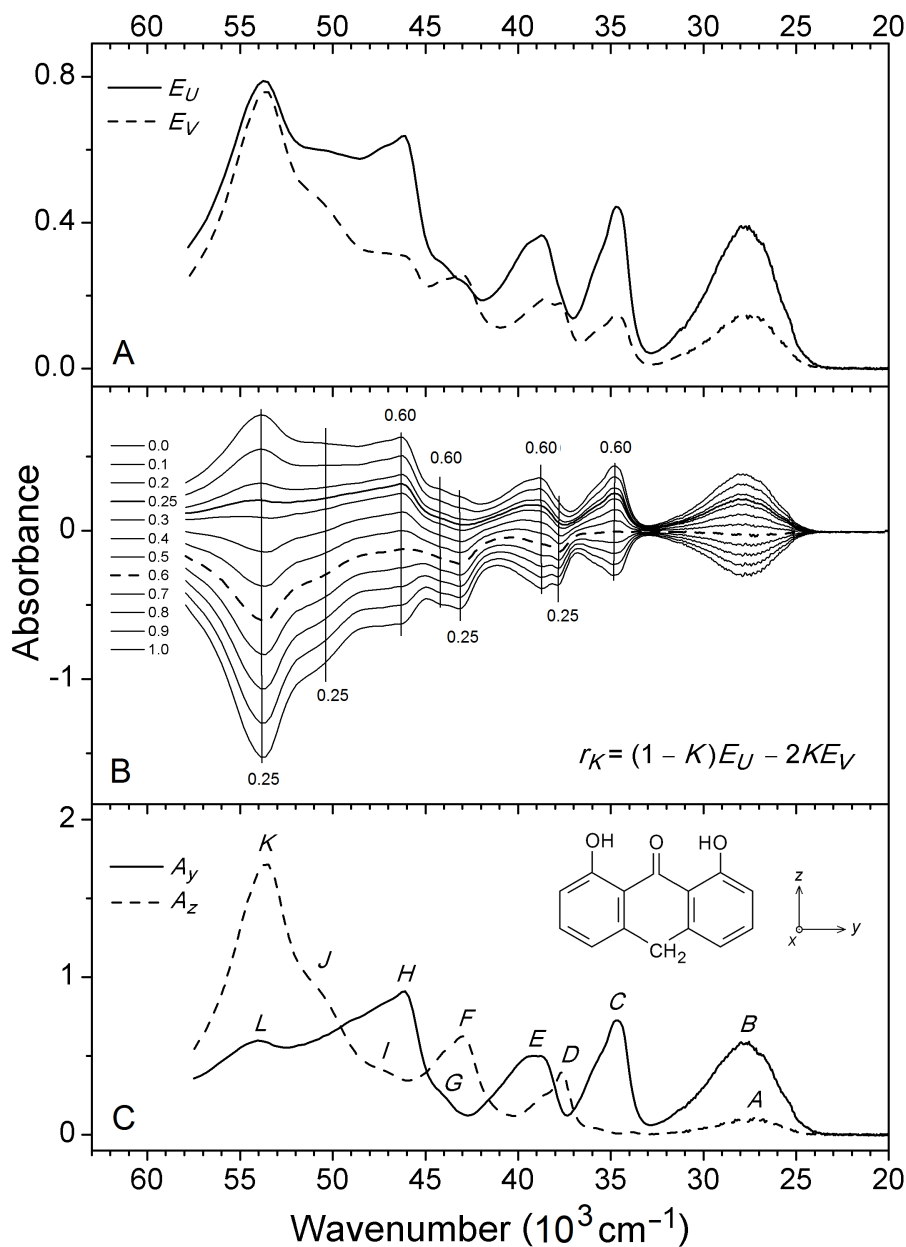 60 55 50 45 40 35 30 25 20
0.8
E_U
E_V
0.4
0.0
A
Absorbance
0.60
0.60
0.60
0.60
0.0
0.1
0.2
0.25
0.3
0.4
0.5
0.6
0.7
0.8
0.9
1.0
0
-1
0.25
0.25
0.25
0.25
B
r_K = (1 − K)E_U − 2KE_V
2
A_y
A_z
1
0
K
J
L
H
I
F
G
E
D
C
B
A
OH O HO
CH₂
z
x y
C
60 55 50 45 40 35 30 25 20
Wavenumber (10³ cm⁻¹)